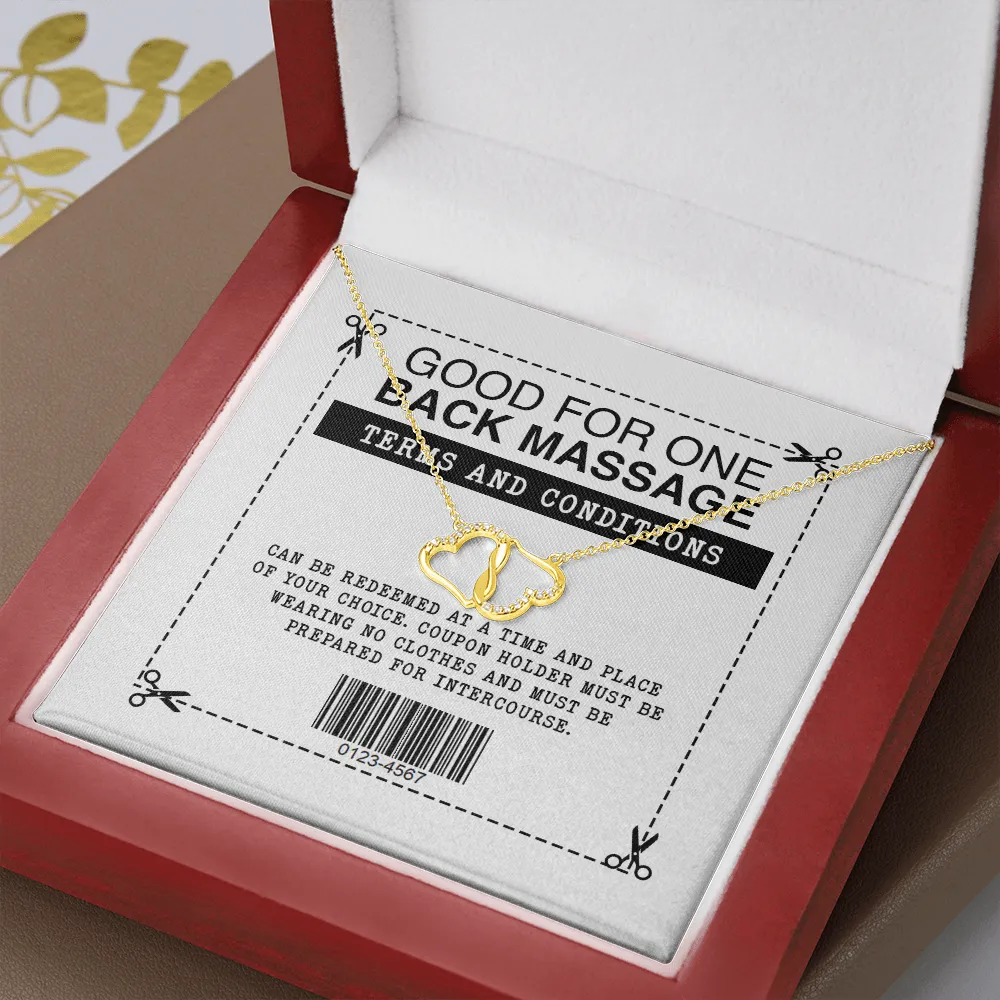 GOOD FOR ONE
BACK MASSAGE
TERMS AND CONDITIONS
CAN BE REDEEMED AT A TIME AND PLACE
OF YOUR CHOICE. COUPON HOLDER MUST BE
WEARING NO CLOTHES AND MUST BE
PREPARED FOR INTERCOURSE.
0123-4567